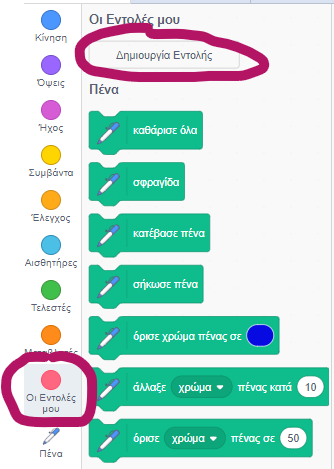 Κίνηση
Όψεις
Ήχος
Συμβάντα
Έλεγχος
Αισθητήρες
Τελεστές
Μεταβλητές
Οι Εντολές
μου
Πένα
Οι Εντολές μου
Δημιουργία Εντολής
Πένα
καθάρισε όλα
σφραγίδα
κατέβασε πένα
σήκωσε πένα
όρισε χρώμα πένας σε
άλλαξε χρώμα πένας κατά 10
όρισε χρώμα πένας σε 50